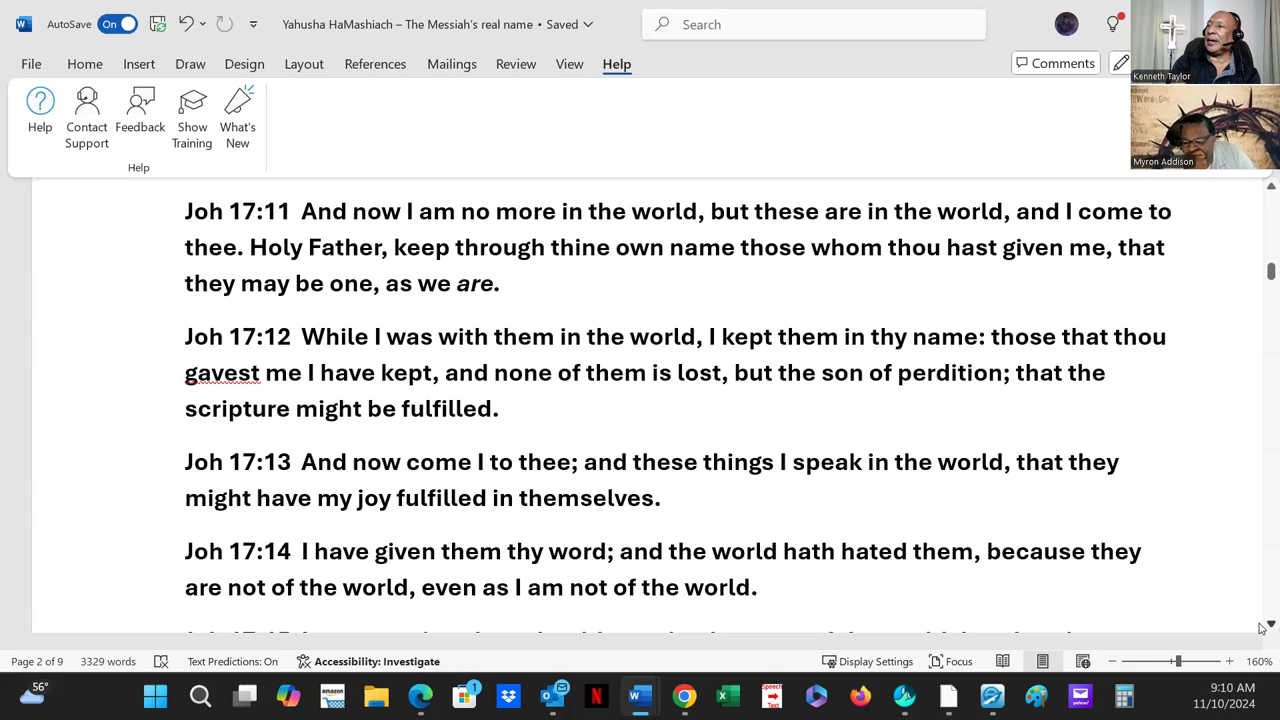 AutoSave On Yahusha HaMashiach – The Messiah's real name • Saved Search
File Home Insert Draw Design Layout References Mailings Review View Help Comments
Kenneth Taylor
Myron Addison
Help Contact Support Feedback Show Training What's New
Help
Joh 17:11 And now I am no more in the world, but these are in the world, and I come to
thee. Holy Father, keep through thine own name those whom thou hast given me, that
they may be one, as we are.
Joh 17:12 While I was with them in the world, I kept them in thy name: those that thou
gavest me I have kept, and none of them is lost, but the son of perdition; that the
scripture might be fulfilled.
Joh 17:13 And now come I to thee; and these things I speak in the world, that they
might have my joy fulfilled in themselves.
Joh 17:14 I have given them thy word; and the world hath hated them, because they
are not of the world, even as I am not of the world.
Page 2 of 9 3329 words Text Predictions: On Accessibility: Investigate Display Settings Focus 160%
56° amazon Speech Text yahoo! 9:10 AM
11/10/2024